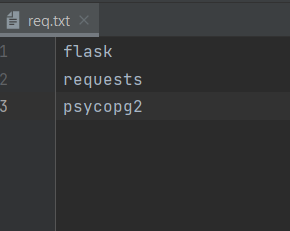 req.txt
1 flask
2 requests
3 psycopg2